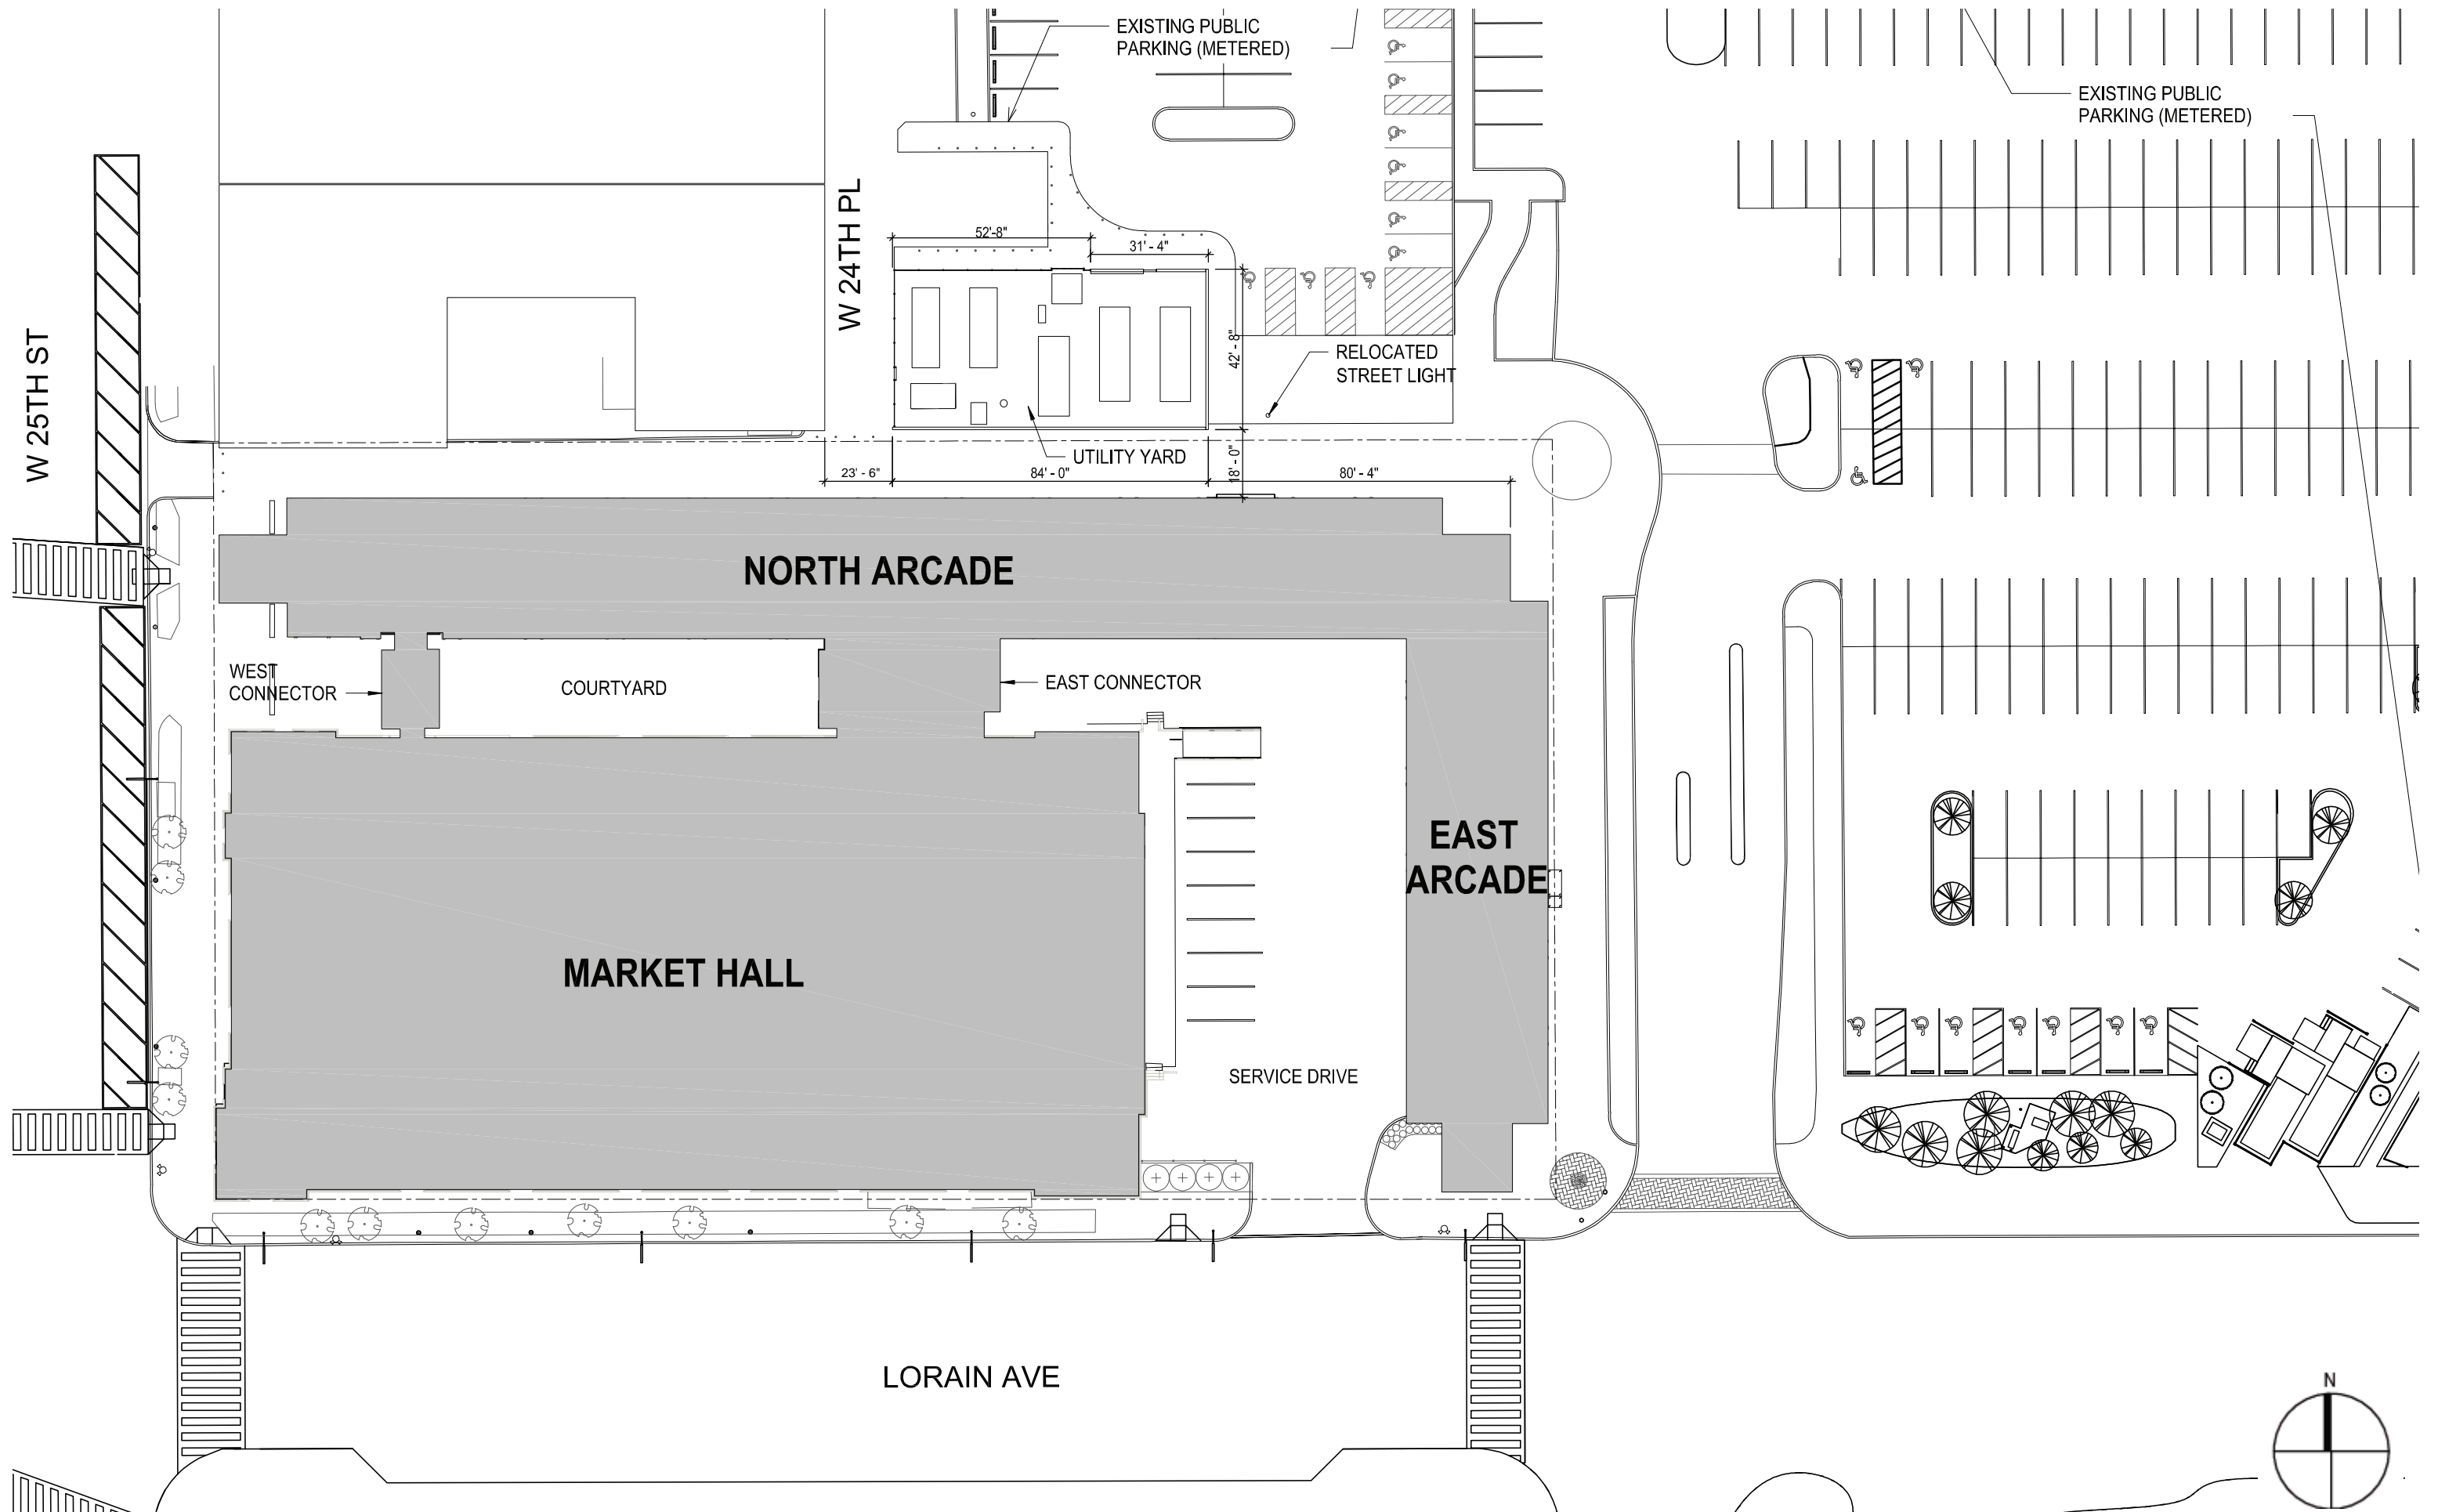 EXISTING PUBLIC
PARKING (METERED)
EXISTING PUBLIC
PARKING (METERED)
W 24TH PL
52'-8"
31' - 4"
W 25TH ST
42' - 8"
RELOCATED
STREET LIGHT
UTILITY YARD
18' - 0"
23' - 6"
84' - 0"
80' - 4"
NORTH ARCADE
WEST
CONNECTOR
COURTYARD
EAST CONNECTOR
EAST
ARCADE
MARKET HALL
SERVICE DRIVE
LORAIN AVE
N